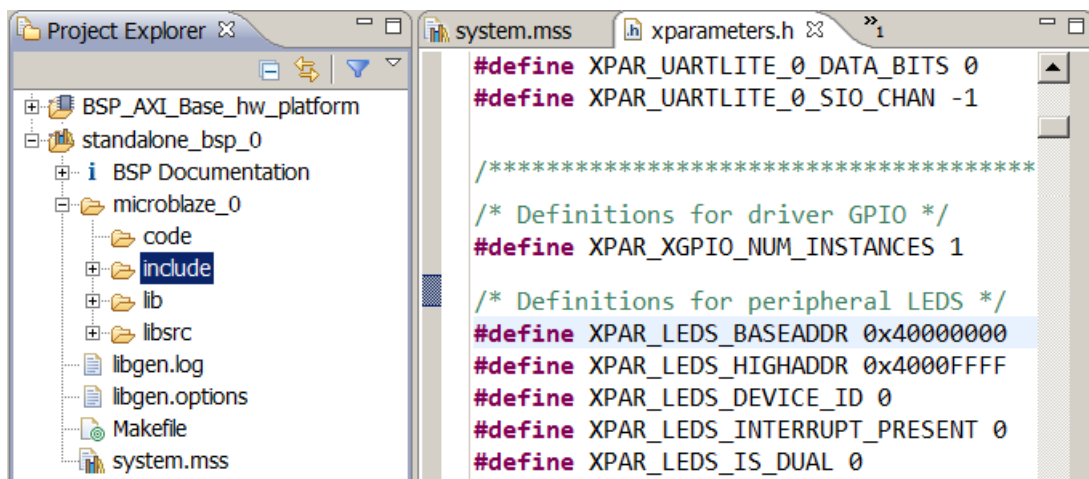 Project Explorer
BSP_AXI_Base_hw_platform
standalone_bsp_0
i BSP Documentation
microblaze_0
code
include
lib
libsrc
libgen.log
libgen.options
Makefile
system.mss
system.mss
.h xparameters.h
»1
#define XPAR_UARTLITE_0_DATA_BITS 0
#define XPAR_UARTLITE_0_SIO_CHAN -1
/*************************************
/* Definitions for driver GPIO */
#define XPAR_XGPIO_NUM_INSTANCES 1
/* Definitions for peripheral LEDS */
#define XPAR_LEDS_BASEADDR 0x40000000
#define XPAR_LEDS_HIGHADDR 0x4000FFFF
#define XPAR_LEDS_DEVICE_ID 0
#define XPAR_LEDS_INTERRUPT_PRESENT 0
#define XPAR_LEDS_IS_DUAL 0